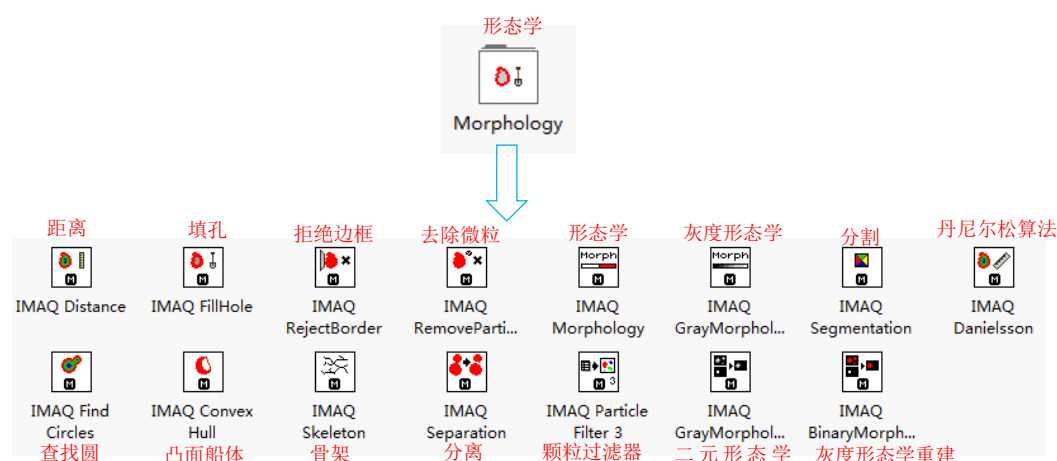 形态学
Morphology
距离 填孔 拒绝边框 去除微粒 形态学 灰度形态学 分割 丹尼尔松算法
Morph Morph
M M M M M M M M
IMAQ Distance IMAQ FillHole IMAQ IMAQ IMAQ IMAQ IMAQ IMAQ
RejectBorder RemoveParti... Morphology GrayMorphol... Segmentation Danielsson
3
M M M M M M M
IMAQ Find IMAQ Convex IMAQ IMAQ IMAQ Particle IMAQ IMAQ
Circles Hull Skeleton Separation Filter 3 GrayMorphol... BinaryMorph...
查找圆 凸面船体 骨架 分离 颗粒过滤器 二元形态学 灰度形态学重建